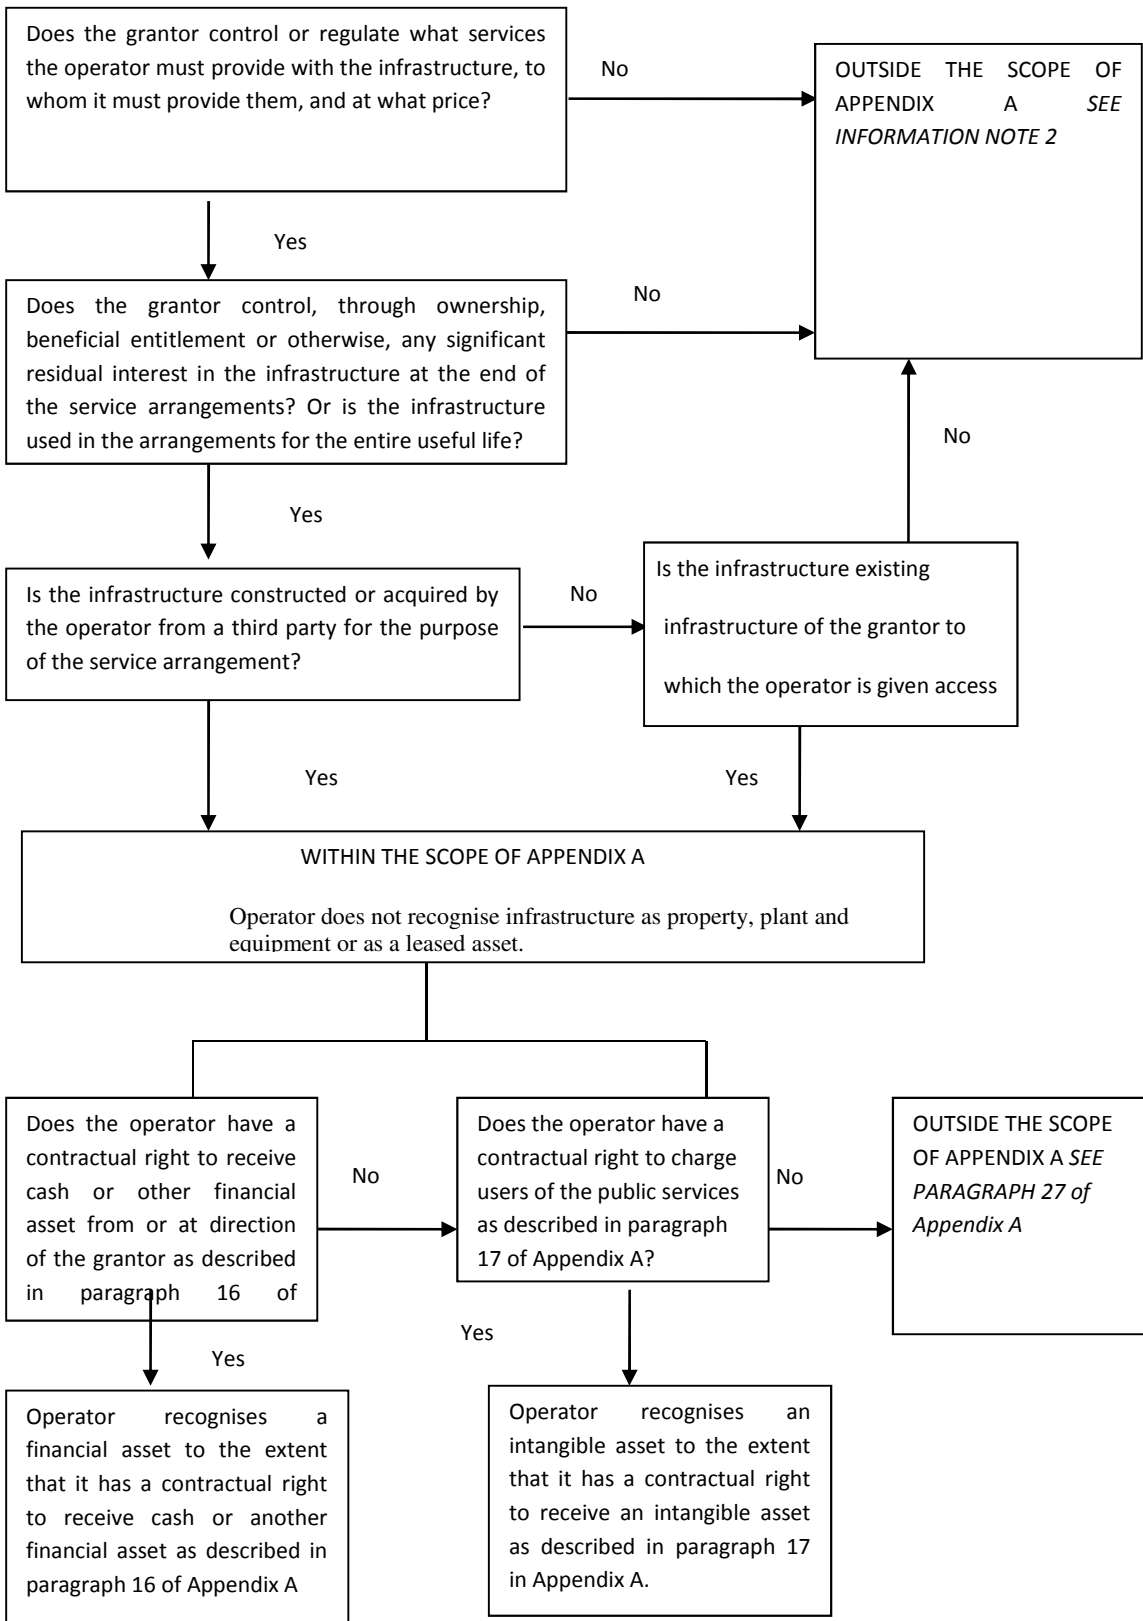 Does the grantor control or regulate what services
the operator must provide with the infrastructure, to
whom it must provide them, and at what price?
No
OUTSIDE THE SCOPE OF
APPENDIX A SEE
INFORMATION NOTE 2
Yes
Does the grantor control, through ownership,
beneficial entitlement or otherwise, any significant
residual interest in the infrastructure at the end of
the service arrangements? Or is the infrastructure
used in the arrangements for the entire useful life?
No
No
Yes
Is the infrastructure constructed or acquired by
the operator from a third party for the purpose
of the service arrangement?
No
Is the infrastructure existing
infrastructure of the grantor to
which the operator is given access
Yes
Yes
WITHIN THE SCOPE OF APPENDIX A
Operator does not recognise infrastructure as property, plant and
equipment or as a leased asset.
Does the operator have a
contractual right to receive
cash or other financial
asset from or at direction
of the grantor as described
in paragraph 16 of
No
Does the operator have a
contractual right to charge
users of the public services
as described in paragraph
17 of Appendix A?
No
OUTSIDE THE SCOPE
OF APPENDIX A SEE
PARAGRAPH 27 of
Appendix A
Yes
Yes
Operator recognises a
financial asset to the extent
that it has a contractual right
to receive cash or another
financial asset as described in
paragraph 16 of Appendix A
Operator recognises an
intangible asset to the extent
that it has a contractual right
to receive an intangible asset
as described in paragraph 17
in Appendix A.